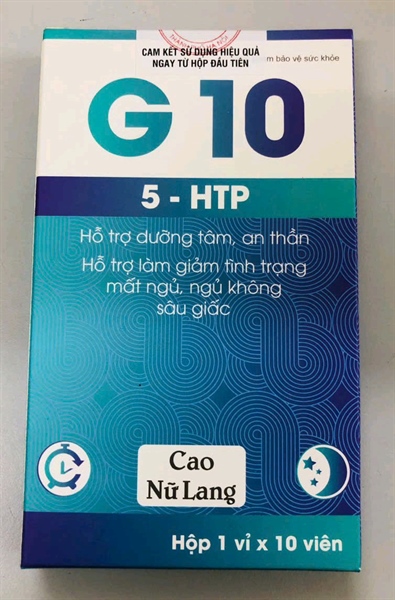 CAM KẾT SỬ DỤNG HIỆU QUẢ
NGAY TỪ HỘP ĐẦU TIÊN
m bảo vệ sức khỏe
G 10
5 - HTP
Hỗ trợ dưỡng tâm, an thần
Hỗ trợ làm giảm tình trạng
mất ngủ, ngủ không
sâu giấc
Cao
Nữ Lang
Hộp 1 vỉ x 10 viên